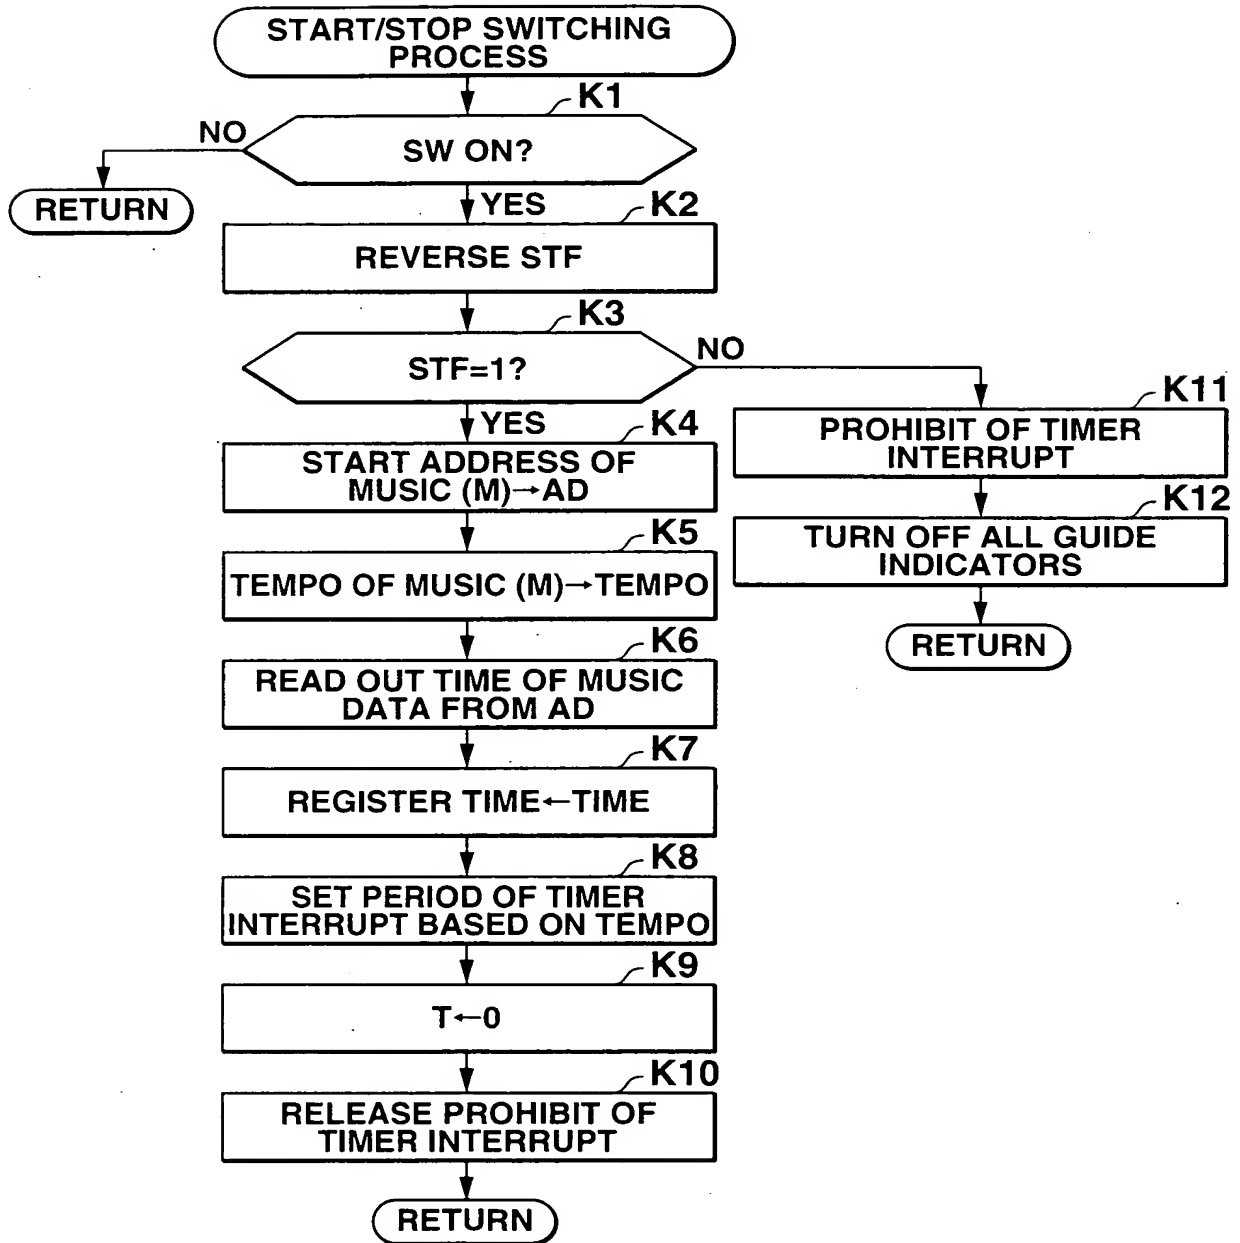 START/STOP SWITCHING
PROCESS
K1
SW ON?
NO
RETURN
YES
K2
REVERSE STF
K3
STF=1?
NO
YES
K4
START ADDRESS OF
MUSIC (M)→AD
K5
TEMPO OF MUSIC (M)→TEMPO
K6
READ OUT TIME OF MUSIC
DATA FROM AD
K7
REGISTER TIME←TIME
K8
SET PERIOD OF TIMER
INTERRUPT BASED ON TEMPO
K9
T←0
K10
RELEASE PROHIBIT OF
TIMER INTERRUPT
RETURN
K11
PROHIBIT OF TIMER
INTERRUPT
K12
TURN OFF ALL GUIDE
INDICATORS
RETURN